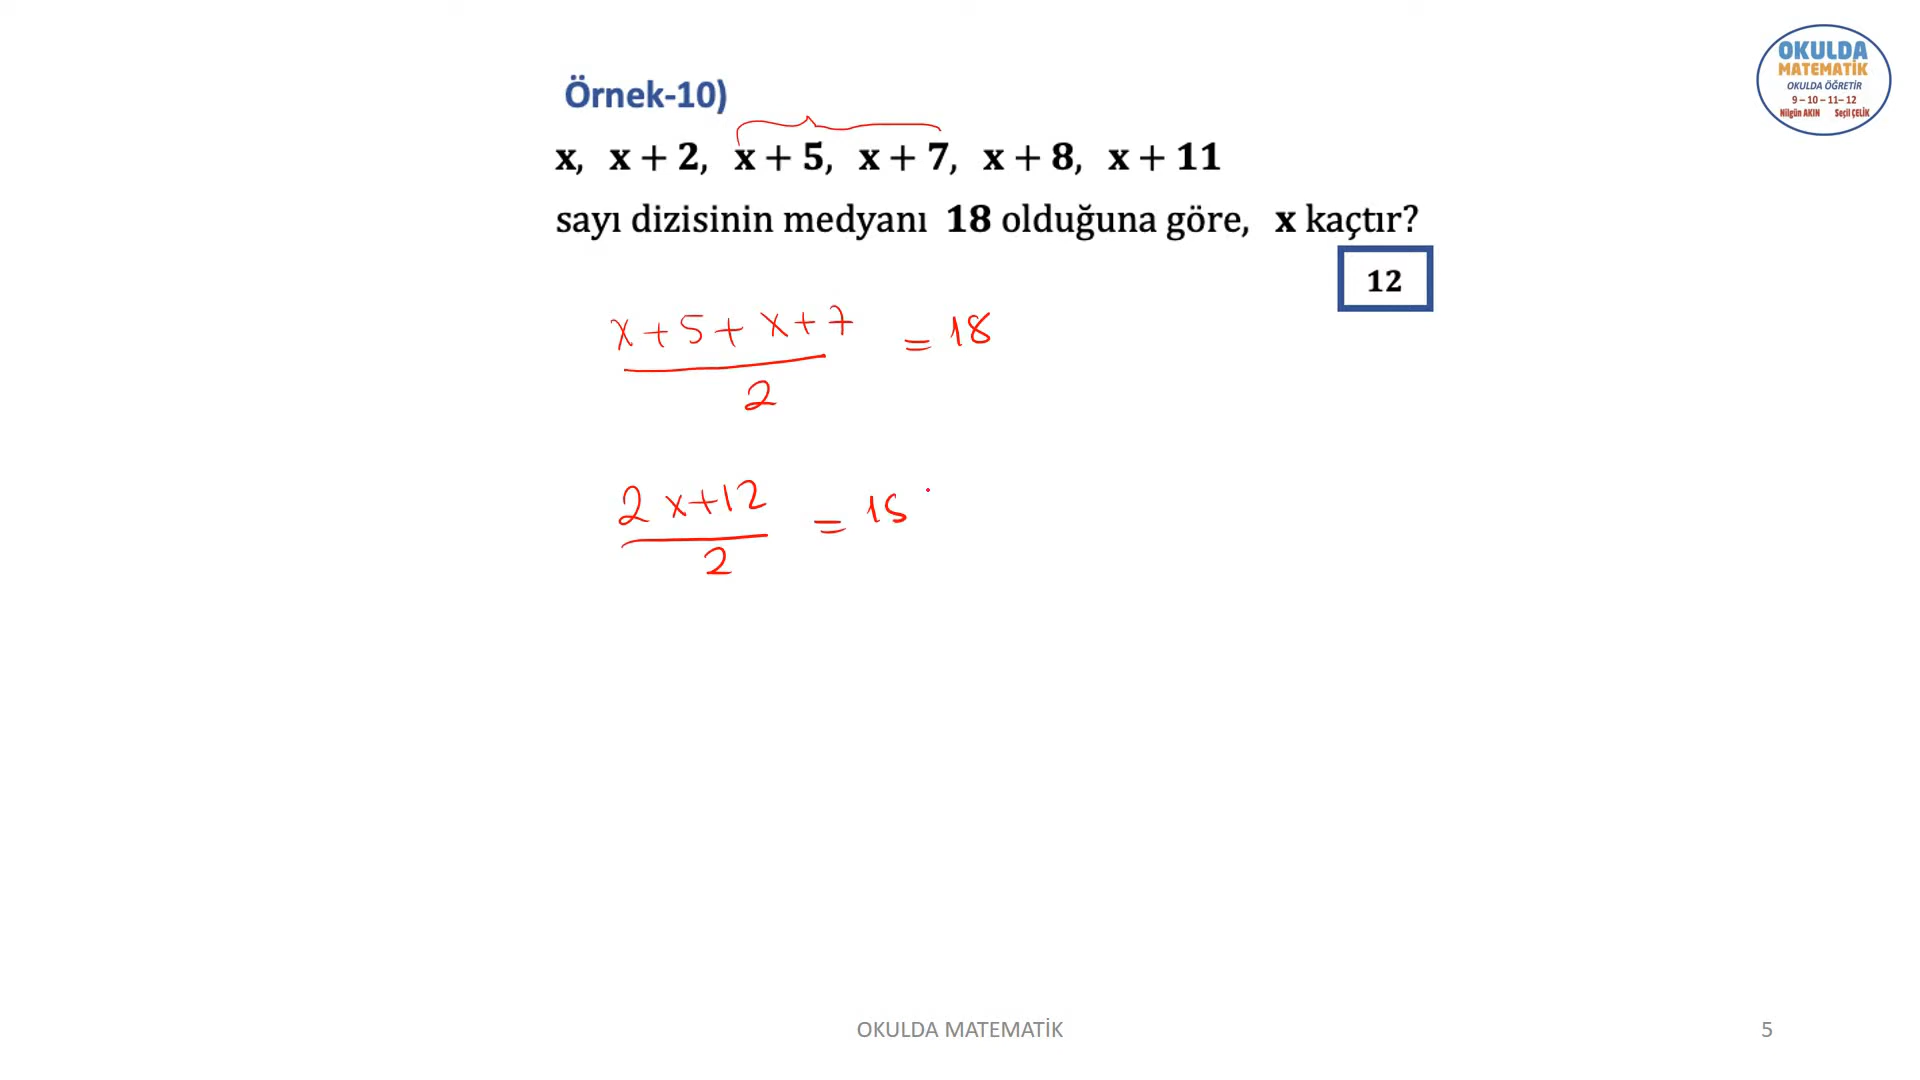 OKULDA
MATEMATİK
OKULDA ÖĞRETİR
9 – 10 – 11– 12
Nilgün AKIN Seçil ÇELİK
Örnek-10)
x, x + 2, x + 5, x + 7, x + 8, x + 11
sayı dizisinin medyanı 18 olduğuna göre, x kaçtır?
12
x+5+x+7 = 18
2
2x+12 = 18
2
OKULDA MATEMATİK
5